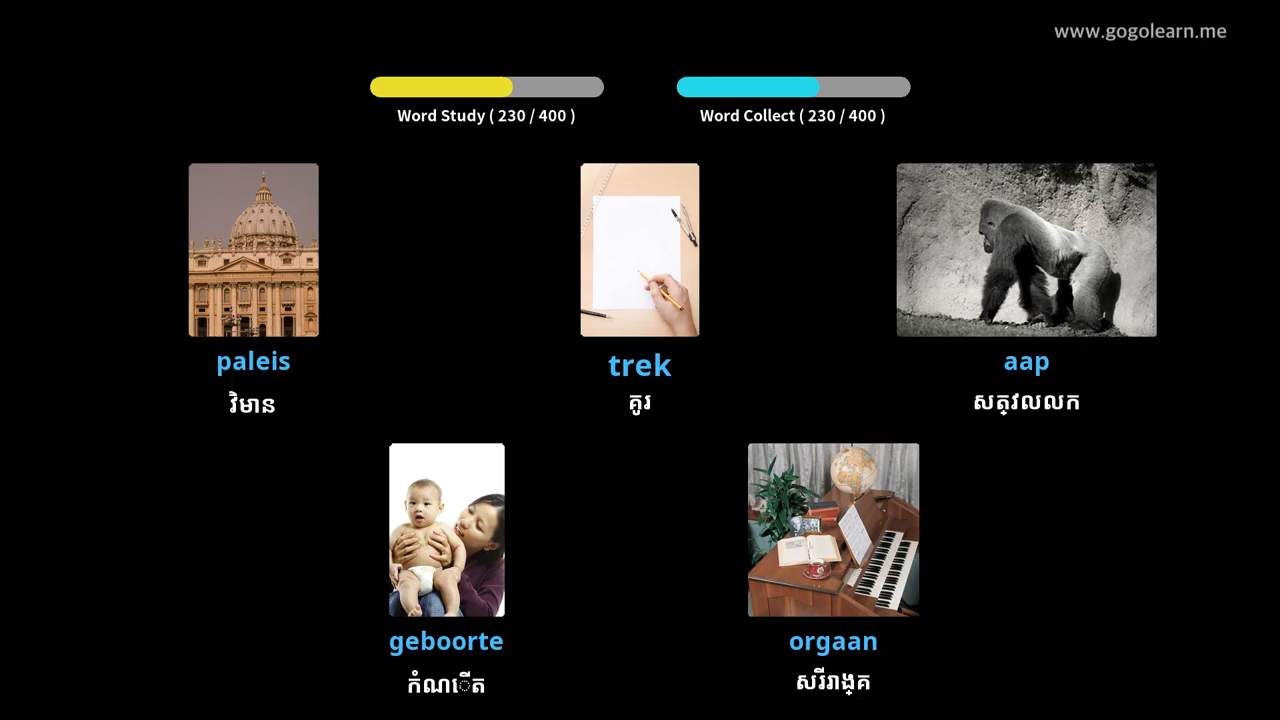 www.gogolearn.me
Word Study ( 230 / 400 )
Word Collect ( 230 / 400 )
paleis
trek
aap
វិមាន
គូរ
សត្វលលក
geboorte
orgaan
កំណើត
សរីរាង្គ